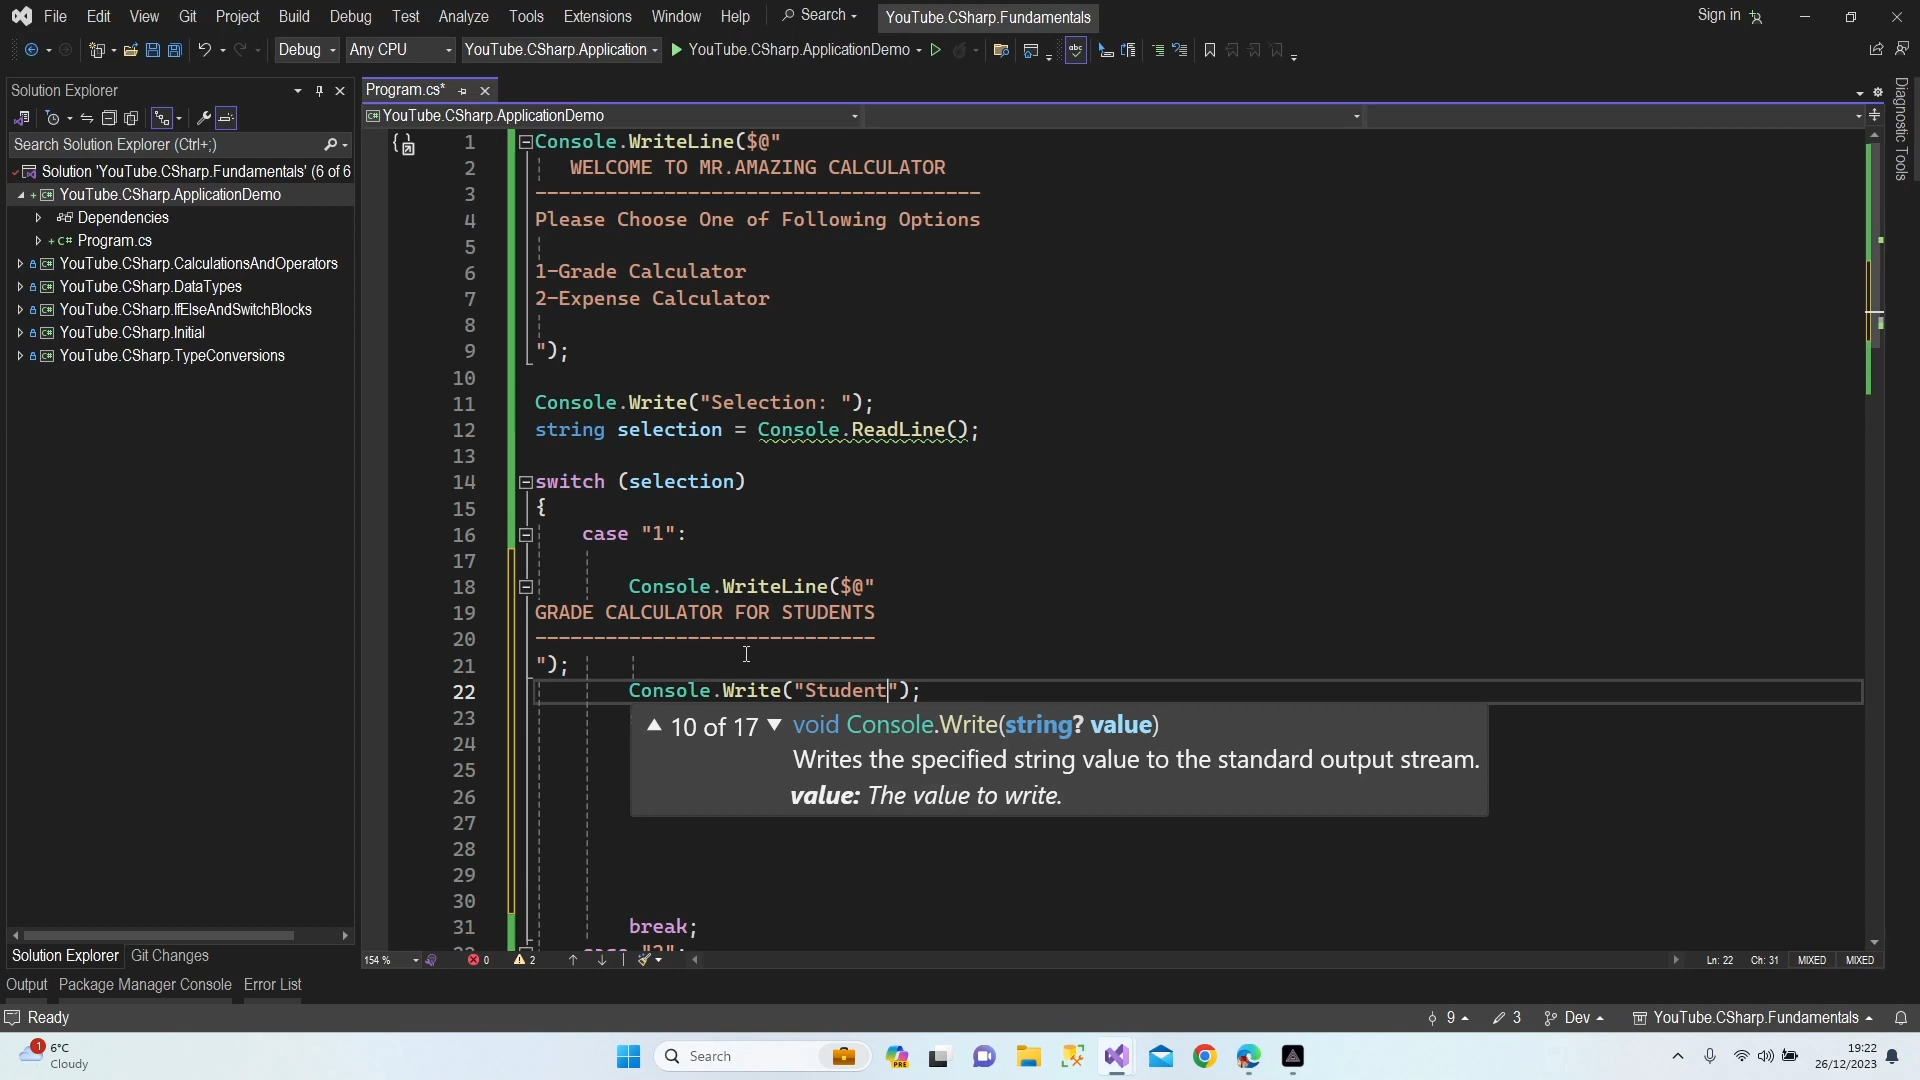 File Edit View Git Project Build Debug Test Analyze Tools Extensions Window Help Search YouTube.CSharp.Fundamentals Sign in
Debug Any CPU YouTube.CSharp.Application YouTube.CSharp.ApplicationDemo
Solution Explorer
Search Solution Explorer (Ctrl+;)
Solution 'YouTube.CSharp.Fundamentals' (6 of 6
YouTube.CSharp.ApplicationDemo
Dependencies
C# Program.cs
YouTube.CSharp.CalculationsAndOperators
YouTube.CSharp.DataTypes
YouTube.CSharp.IfElseAndSwitchBlocks
YouTube.CSharp.Initial
YouTube.CSharp.TypeConversions
Solution Explorer Git Changes
Program.cs*
YouTube.CSharp.ApplicationDemo
1 Console.WriteLine($@"
2 WELCOME TO MR.AMAZING CALCULATOR
3 --------------------------------------
4 Please Choose One of Following Options
5
6 1-Grade Calculator
7 2-Expense Calculator
8
9 ");
10
11 Console.Write("Selection: ");
12 string selection = Console.ReadLine();
13
14 switch (selection)
15 {
16 case "1":
17
18 Console.WriteLine($@"
19 GRADE CALCULATOR FOR STUDENTS
20 -----------------------------
21 ");
22 Console.Write("Student");
23
24
25
26
27
28
29
30
31 break;
10 of 17 void Console.Write(string? value)
Writes the specified string value to the standard output stream.
value: The value to write.
154 % 0 2 Ln: 22 Ch: 31 MIXED MIXED
Diagnostic Tools
Output Package Manager Console Error List
Ready 9 3 Dev YouTube.CSharp.Fundamentals
1
6°C
Cloudy
Search
PRE
19:22
26/12/2023